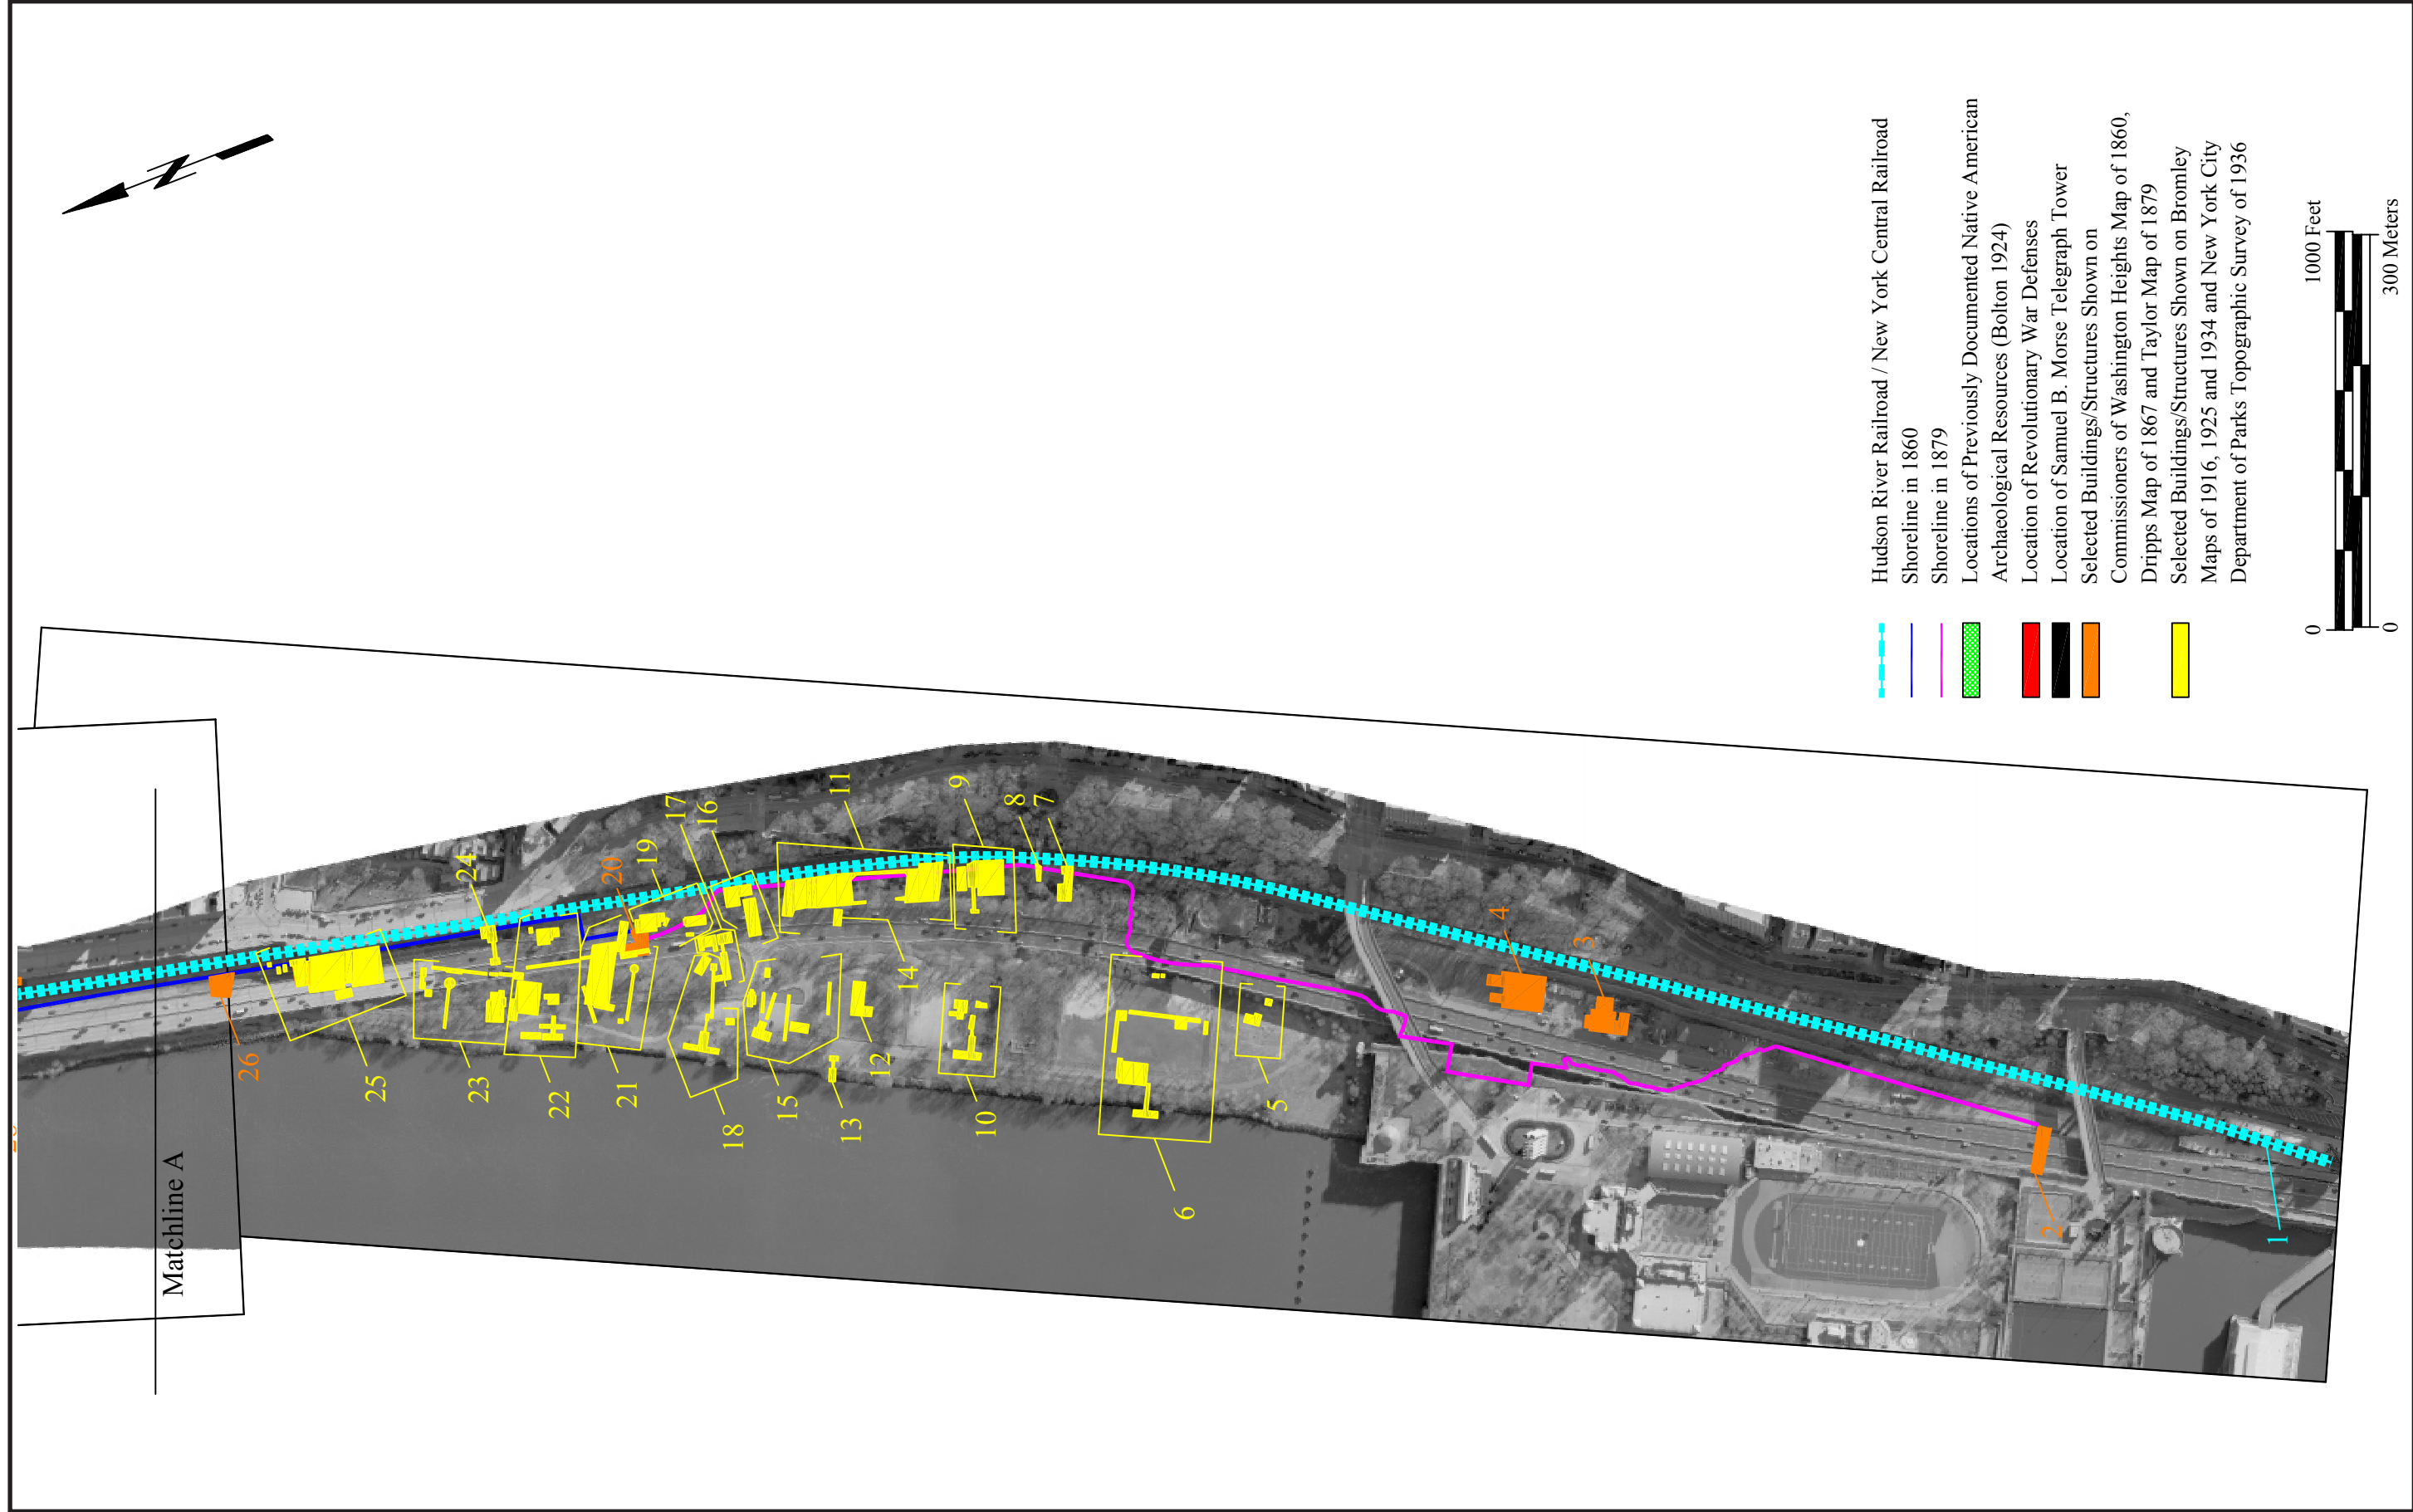 N
Hudson River Railroad / New York Central Railroad
Shoreline in 1860
Shoreline in 1879
Locations of Previously Documented Native American
Archaeological Resources (Bolton 1924)
Location of Revolutionary War Defenses
Location of Samuel B. Morse Telegraph Tower
Selected Buildings/Structures Shown on
Commissioners of Washington Heights Map of 1860,
Dripps Map of 1867 and Taylor Map of 1879
Selected Buildings/Structures Shown on Bromley
Maps of 1916, 1925 and 1934 and New York City
Department of Parks Topographic Survey of 1936
0
1000 Feet
0
300 Meters
Matchline A
26
25
24
23
22
21
20
19
18
17
16
15
14
13
12
11
10
9
8
7
6
5
4
3
2
1